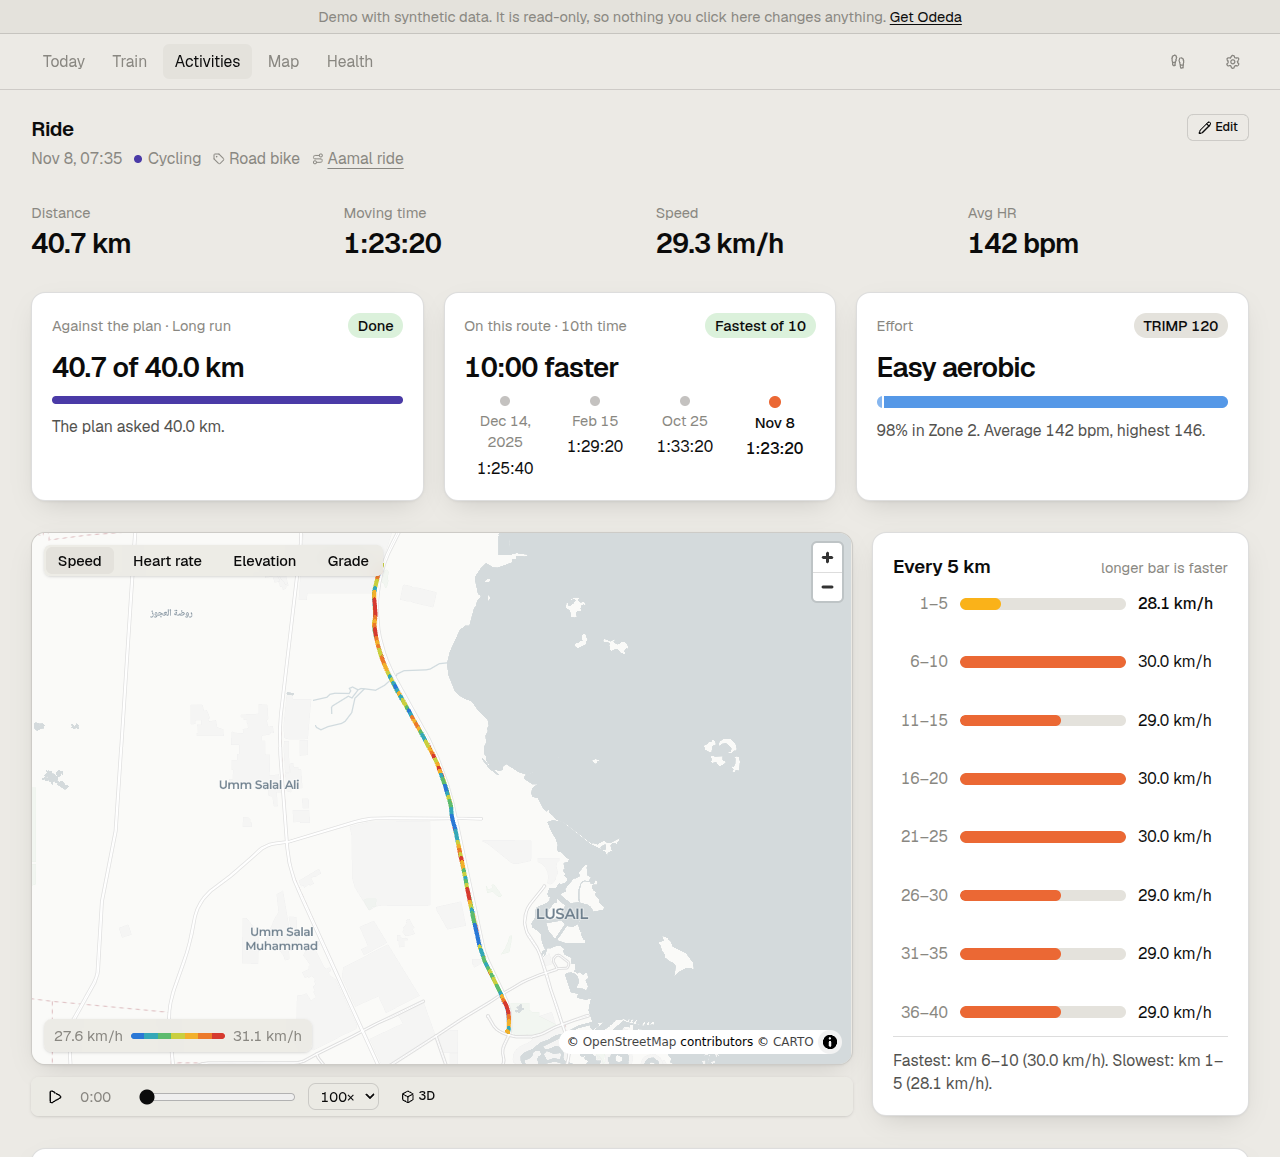 Demo with synthetic data. It is read-only, so nothing you click here changes anything. Get Odeda
Today Train Activities Map Health
Ride
Edit
Nov 8, 07:35 Cycling Road bike Aamal ride
Distance
40.7 km
Moving time
1:23:20
Speed
29.3 km/h
Avg HR
142 bpm
Against the plan · Long run
Done
40.7 of 40.0 km
The plan asked 40.0 km.
On this route · 10th time
Fastest of 10
10:00 faster
Dec 14, 2025
1:25:40
Feb 15
1:29:20
Oct 25
1:33:20
Nov 8
1:23:20
Effort
TRIMP 120
Easy aerobic
98% in Zone 2. Average 142 bpm, highest 146.
Speed Heart rate Elevation Grade
+
−
روضة العجوز
Umm Salal Ali
LUSAIL
Umm Salal
Muhammad
27.6 km/h 31.1 km/h
© OpenStreetMap contributors © CARTO
0:00 100× 3D
Every 5 km
longer bar is faster
1–5 28.1 km/h
6–10 30.0 km/h
11–15 29.0 km/h
16–20 30.0 km/h
21–25 30.0 km/h
26–30 29.0 km/h
31–35 29.0 km/h
36–40 29.0 km/h
Fastest: km 6–10 (30.0 km/h). Slowest: km 1–
5 (28.1 km/h).